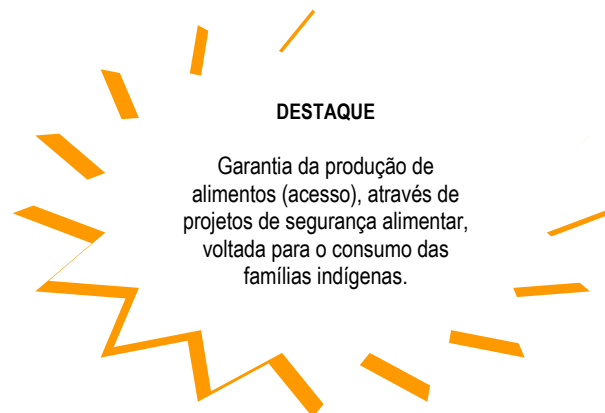 DESTAQUE
Garantia da produção de
alimentos (acesso), através de
projetos de segurança alimentar,
voltada para o consumo das
famílias indígenas.